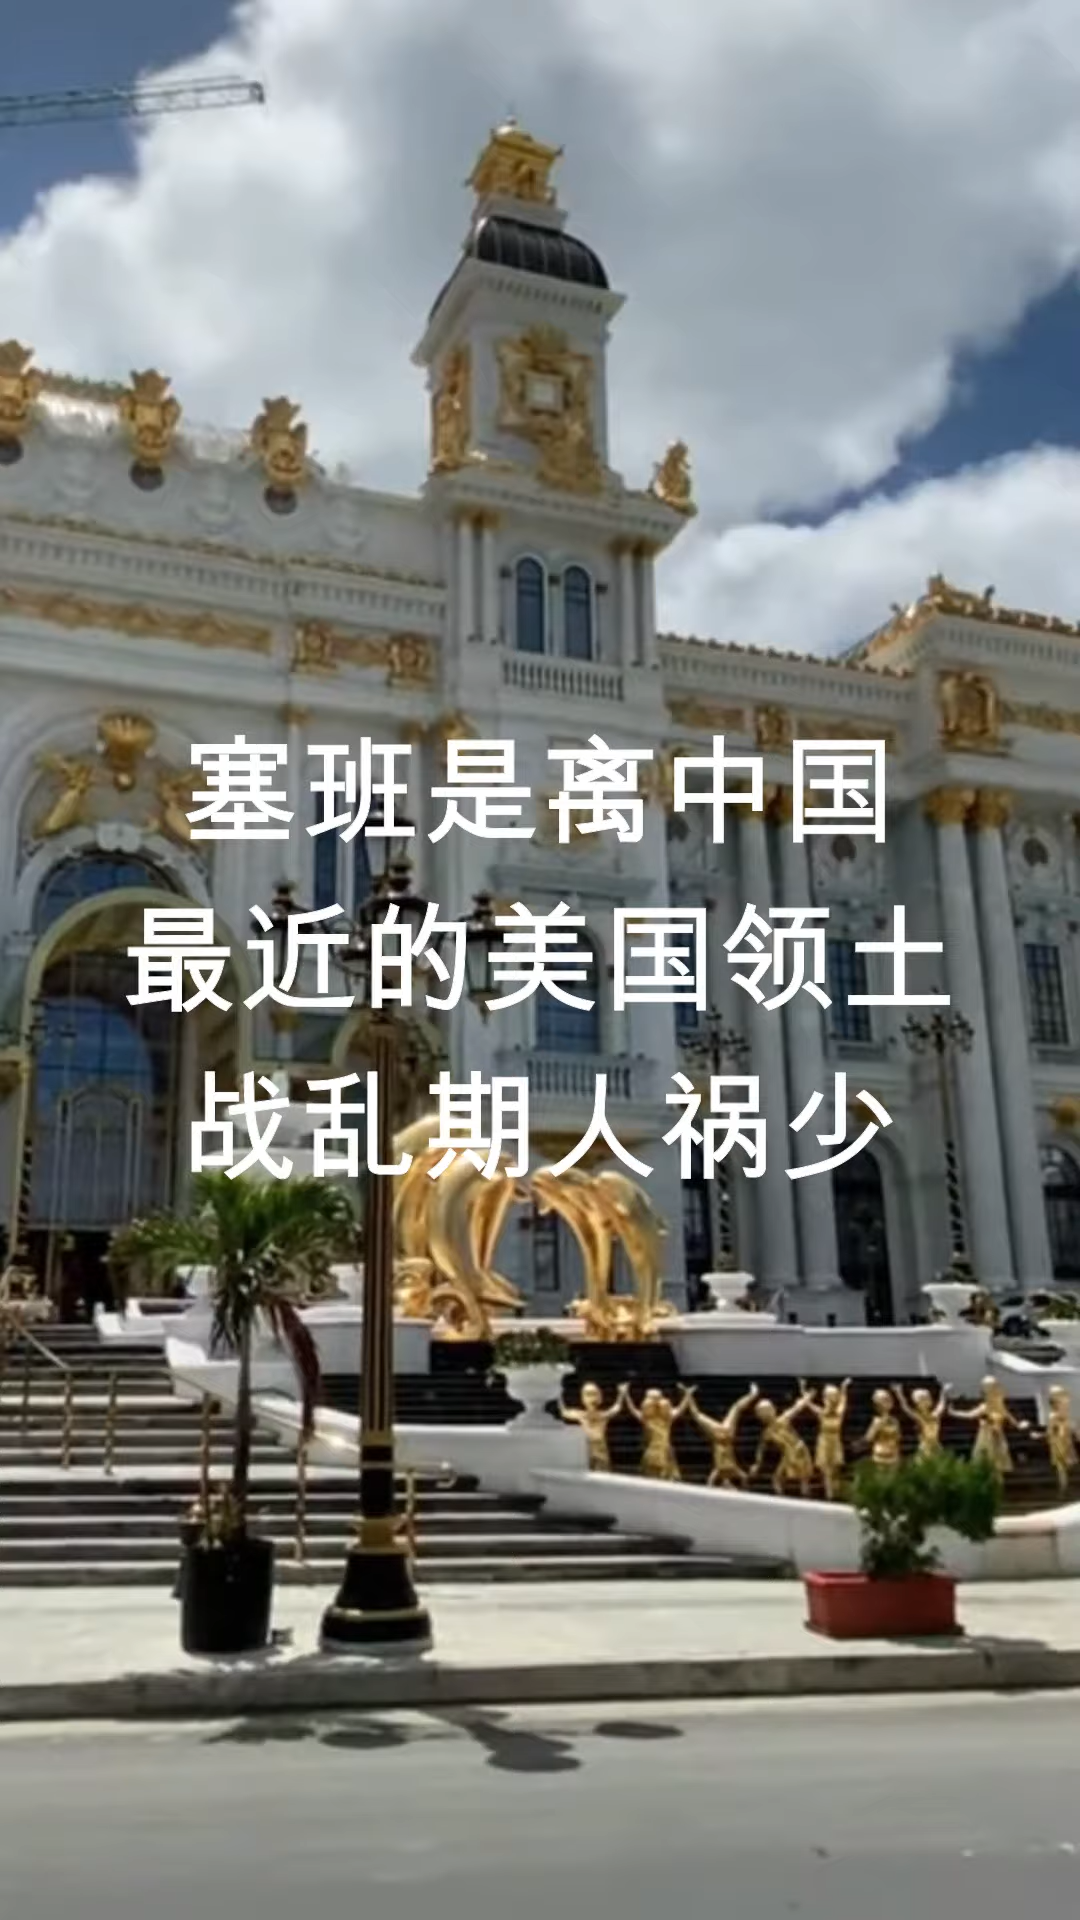 塞班是离中国
最近的美国领土
战乱期人祸少